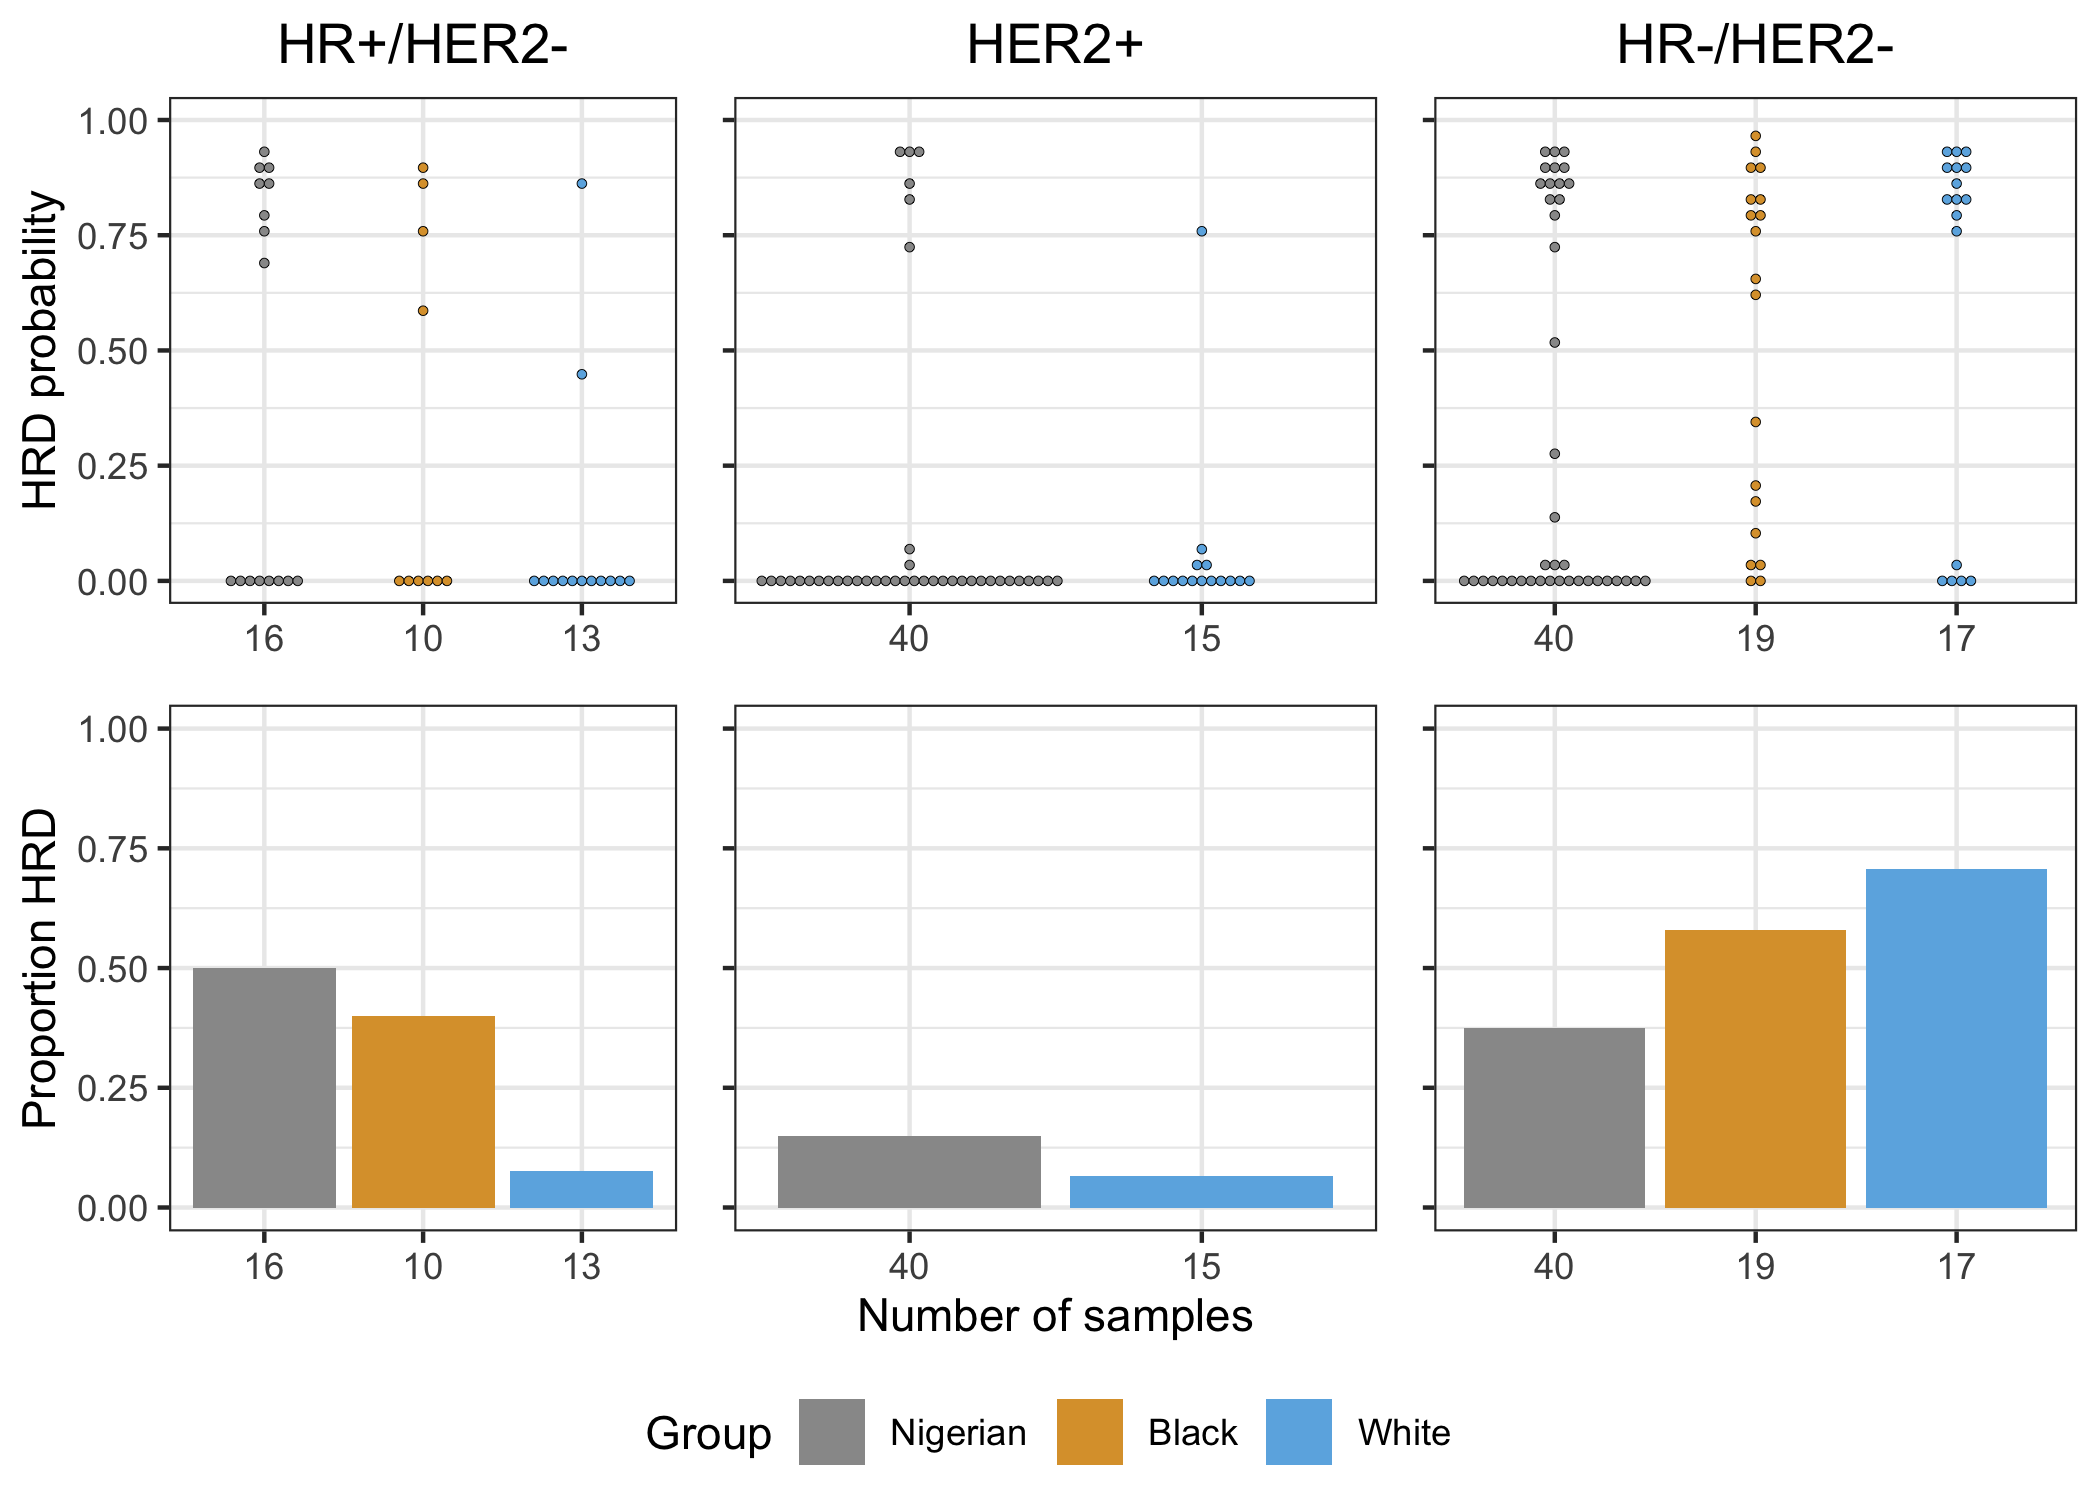 HR+/HER2-
HER2+
HR-/HER2-
HRD probability
1.00
0.75
0.50
0.25
0.00
16 10 13
40 15
40 19 17
Proportion HRD
1.00
0.75
0.50
0.25
0.00
16 10 13
40 15
40 19 17
Number of samples
Group Nigerian Black White